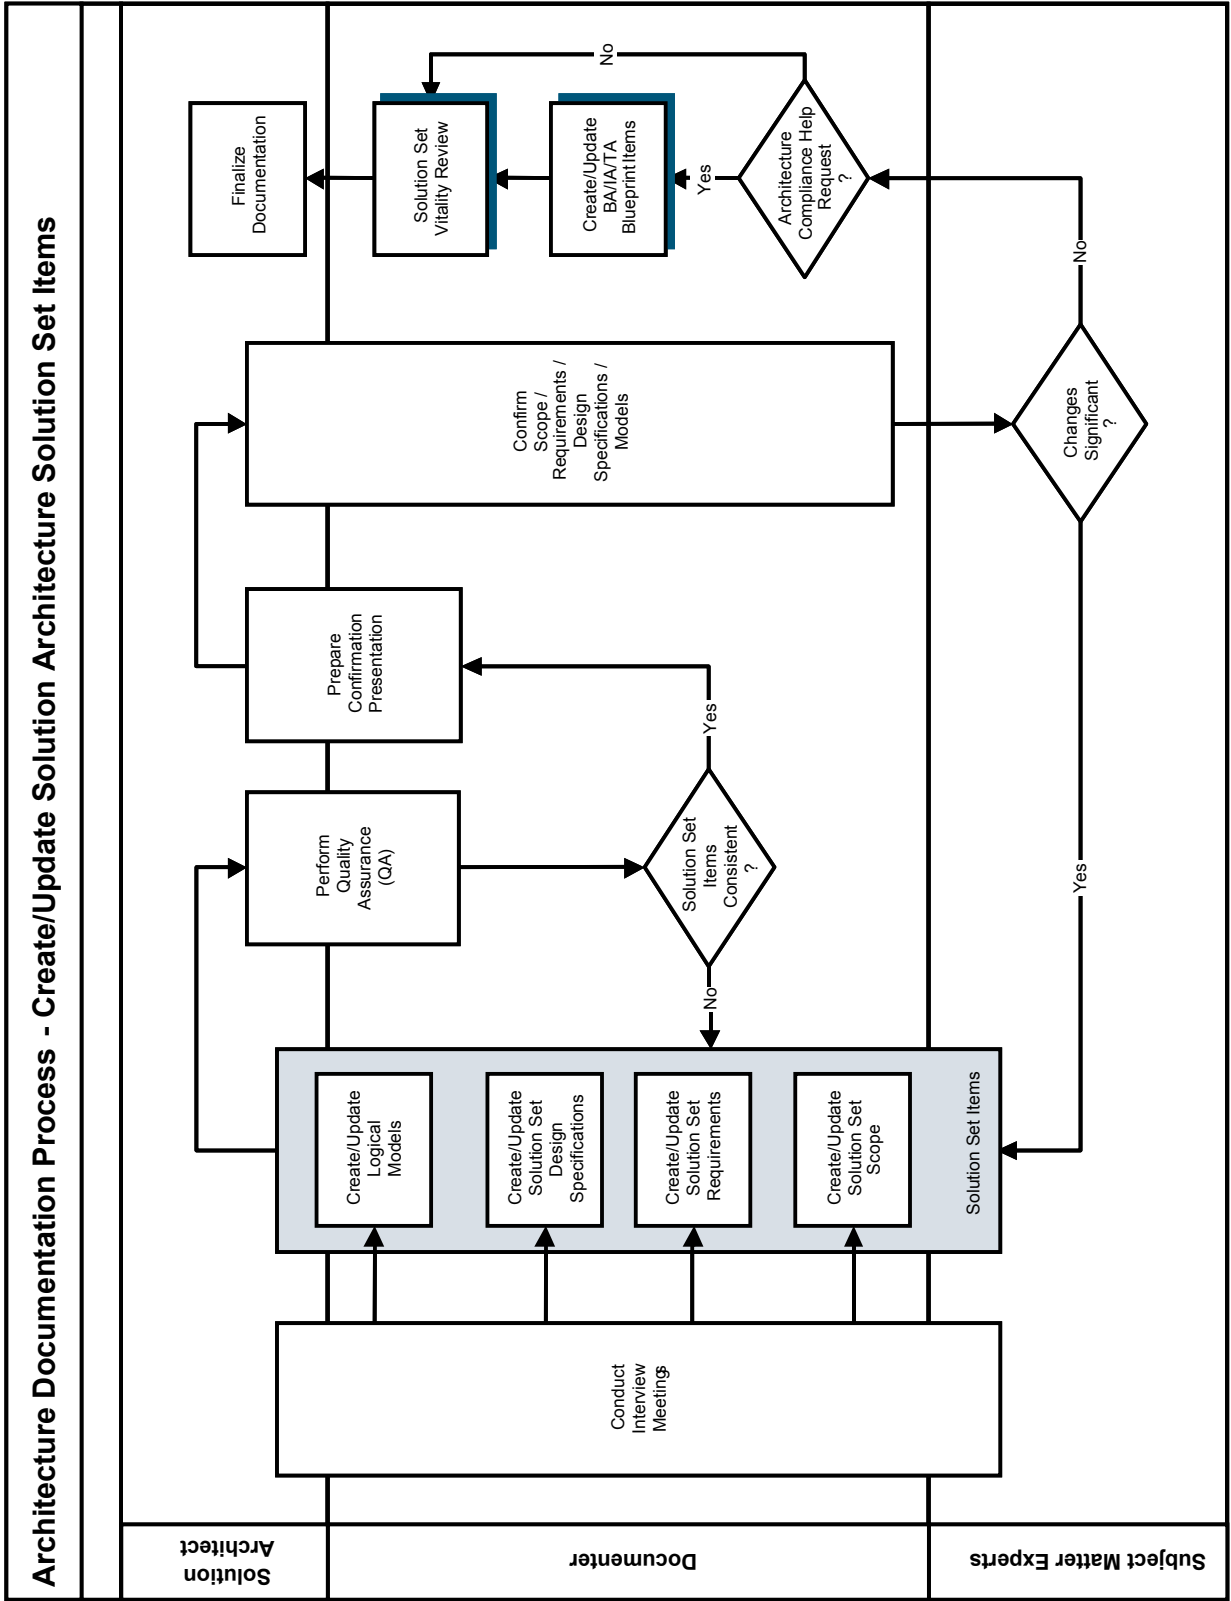 Architecture Documentation Process - Create/Update Solution Architecture Solution Set Items
Solution
Architect
Documenter
Subject Matter Experts
Conduct
Interview
Meetings
Create/Update
Logical
Models
Create/Update
Solution Set
Design
Specifications
Create/Update
Solution Set
Requirements
Create/Update
Solution Set
Scope
Solution Set Items
Perform
Quality
Assurance
(QA)
Solution Set
Items
Consistent
?
No
Yes
Prepare
Confirmation
Presentation
Confirm
Scope /
Requirements /
Design
Specifications /
Models
Changes
Significant
?
Yes
No
Architecture
Compliance Help
Request
?
Yes
No
Create/Update
BA/IA/TA
Blueprint Items
Solution Set
Vitality Review
Finalize
Documentation